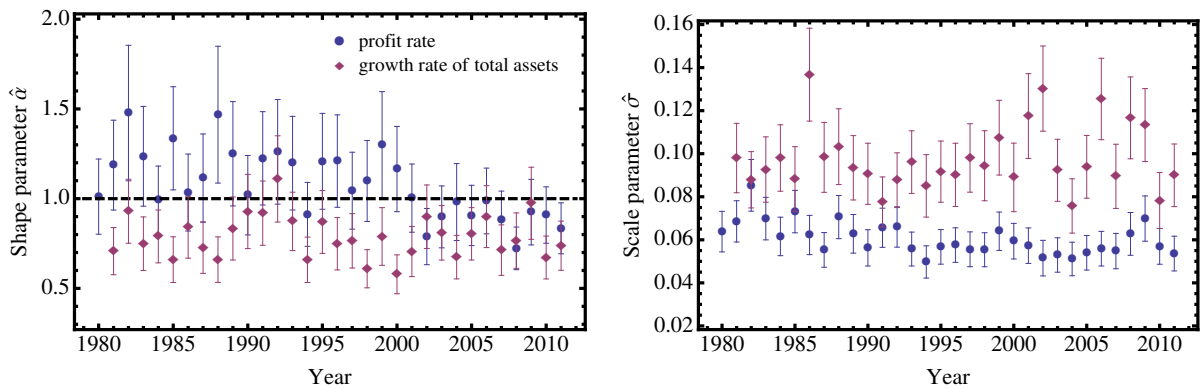 2.0
1.5
1.0
0.5
Shape parameter α̂
profit rate
growth rate of total assets
1980 1985 1990 1995 2000 2005 2010
Year
0.16
0.14
0.12
0.10
0.08
0.06
0.04
0.02
Scale parameter σ̂
1980 1985 1990 1995 2000 2005 2010
Year